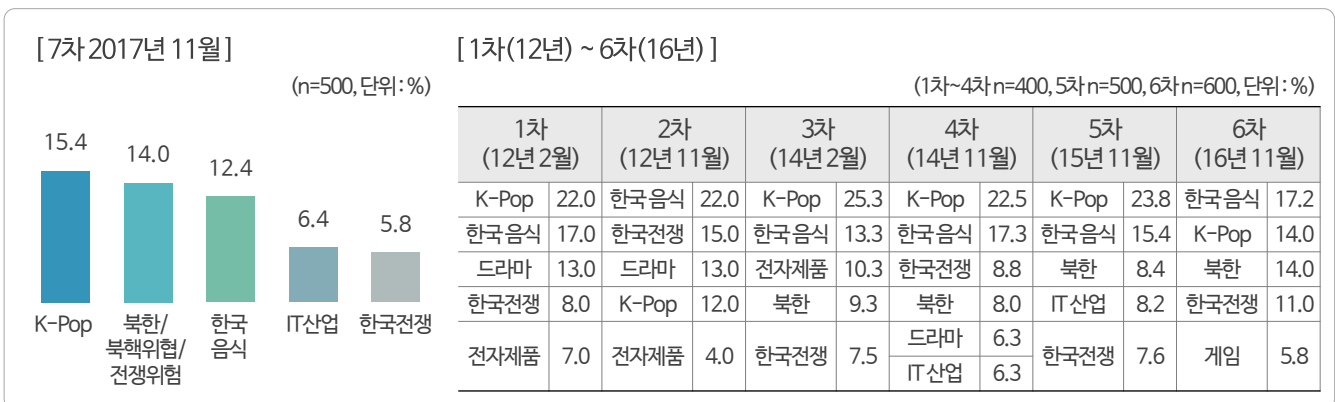 [ 7차 2017년 11월 ]
(n=500, 단위 : %)
15.4
14.0
12.4
6.4
5.8
K-Pop
북한/
북핵위협/
전쟁위험
한국
음식
IT산업
한국전쟁
[ 1차(12년) ~ 6차(16년) ]
(1차~4차 n=400, 5차 n=500, 6차 n=600, 단위 : %)
1차 2차 3차 4차 5차 6차
(12년 2월) (12년 11월) (14년 2월) (14년 11월) (15년 11월) (16년 11월)
K-Pop 22.0 한국 음식 22.0 K-Pop 25.3 K-Pop 22.5 K-Pop 23.8 한국 음식 17.2
한국 음식 17.0 한국전쟁 15.0 한국 음식 13.3 한국 음식 17.3 한국 음식 15.4 K-Pop 14.0
드라마 13.0 드라마 13.0 전자제품 10.3 한국전쟁 8.8 북한 8.4 북한 14.0
한국전쟁 8.0 K-Pop 12.0 북한 9.3 북한 8.0 IT 산업 8.2 한국전쟁 11.0
전자제품 7.0 전자제품 4.0 한국전쟁 7.5 드라마 6.3 한국전쟁 7.6 게임 5.8
IT 산업 6.3